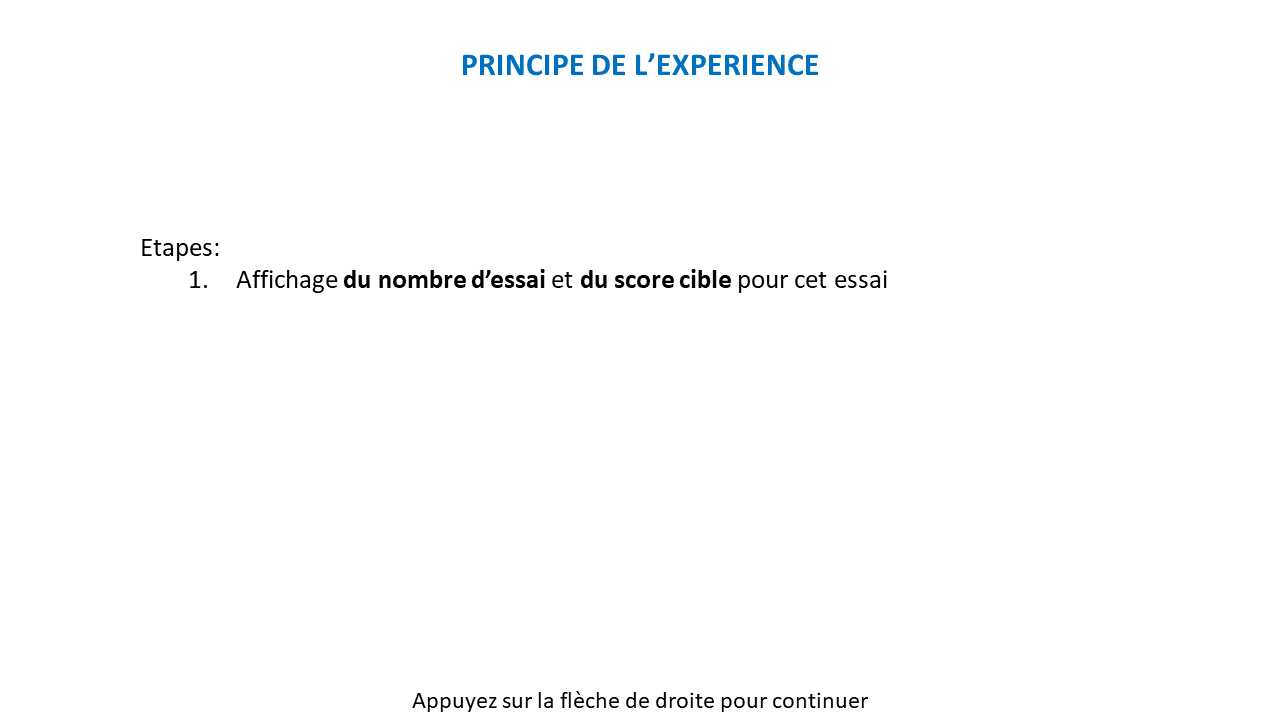 PRINCIPE DE L’EXPERIENCE
Etapes:
1. Affichage du nombre d’essai et du score cible pour cet essai
Appuyez sur la flèche de droite pour continuer